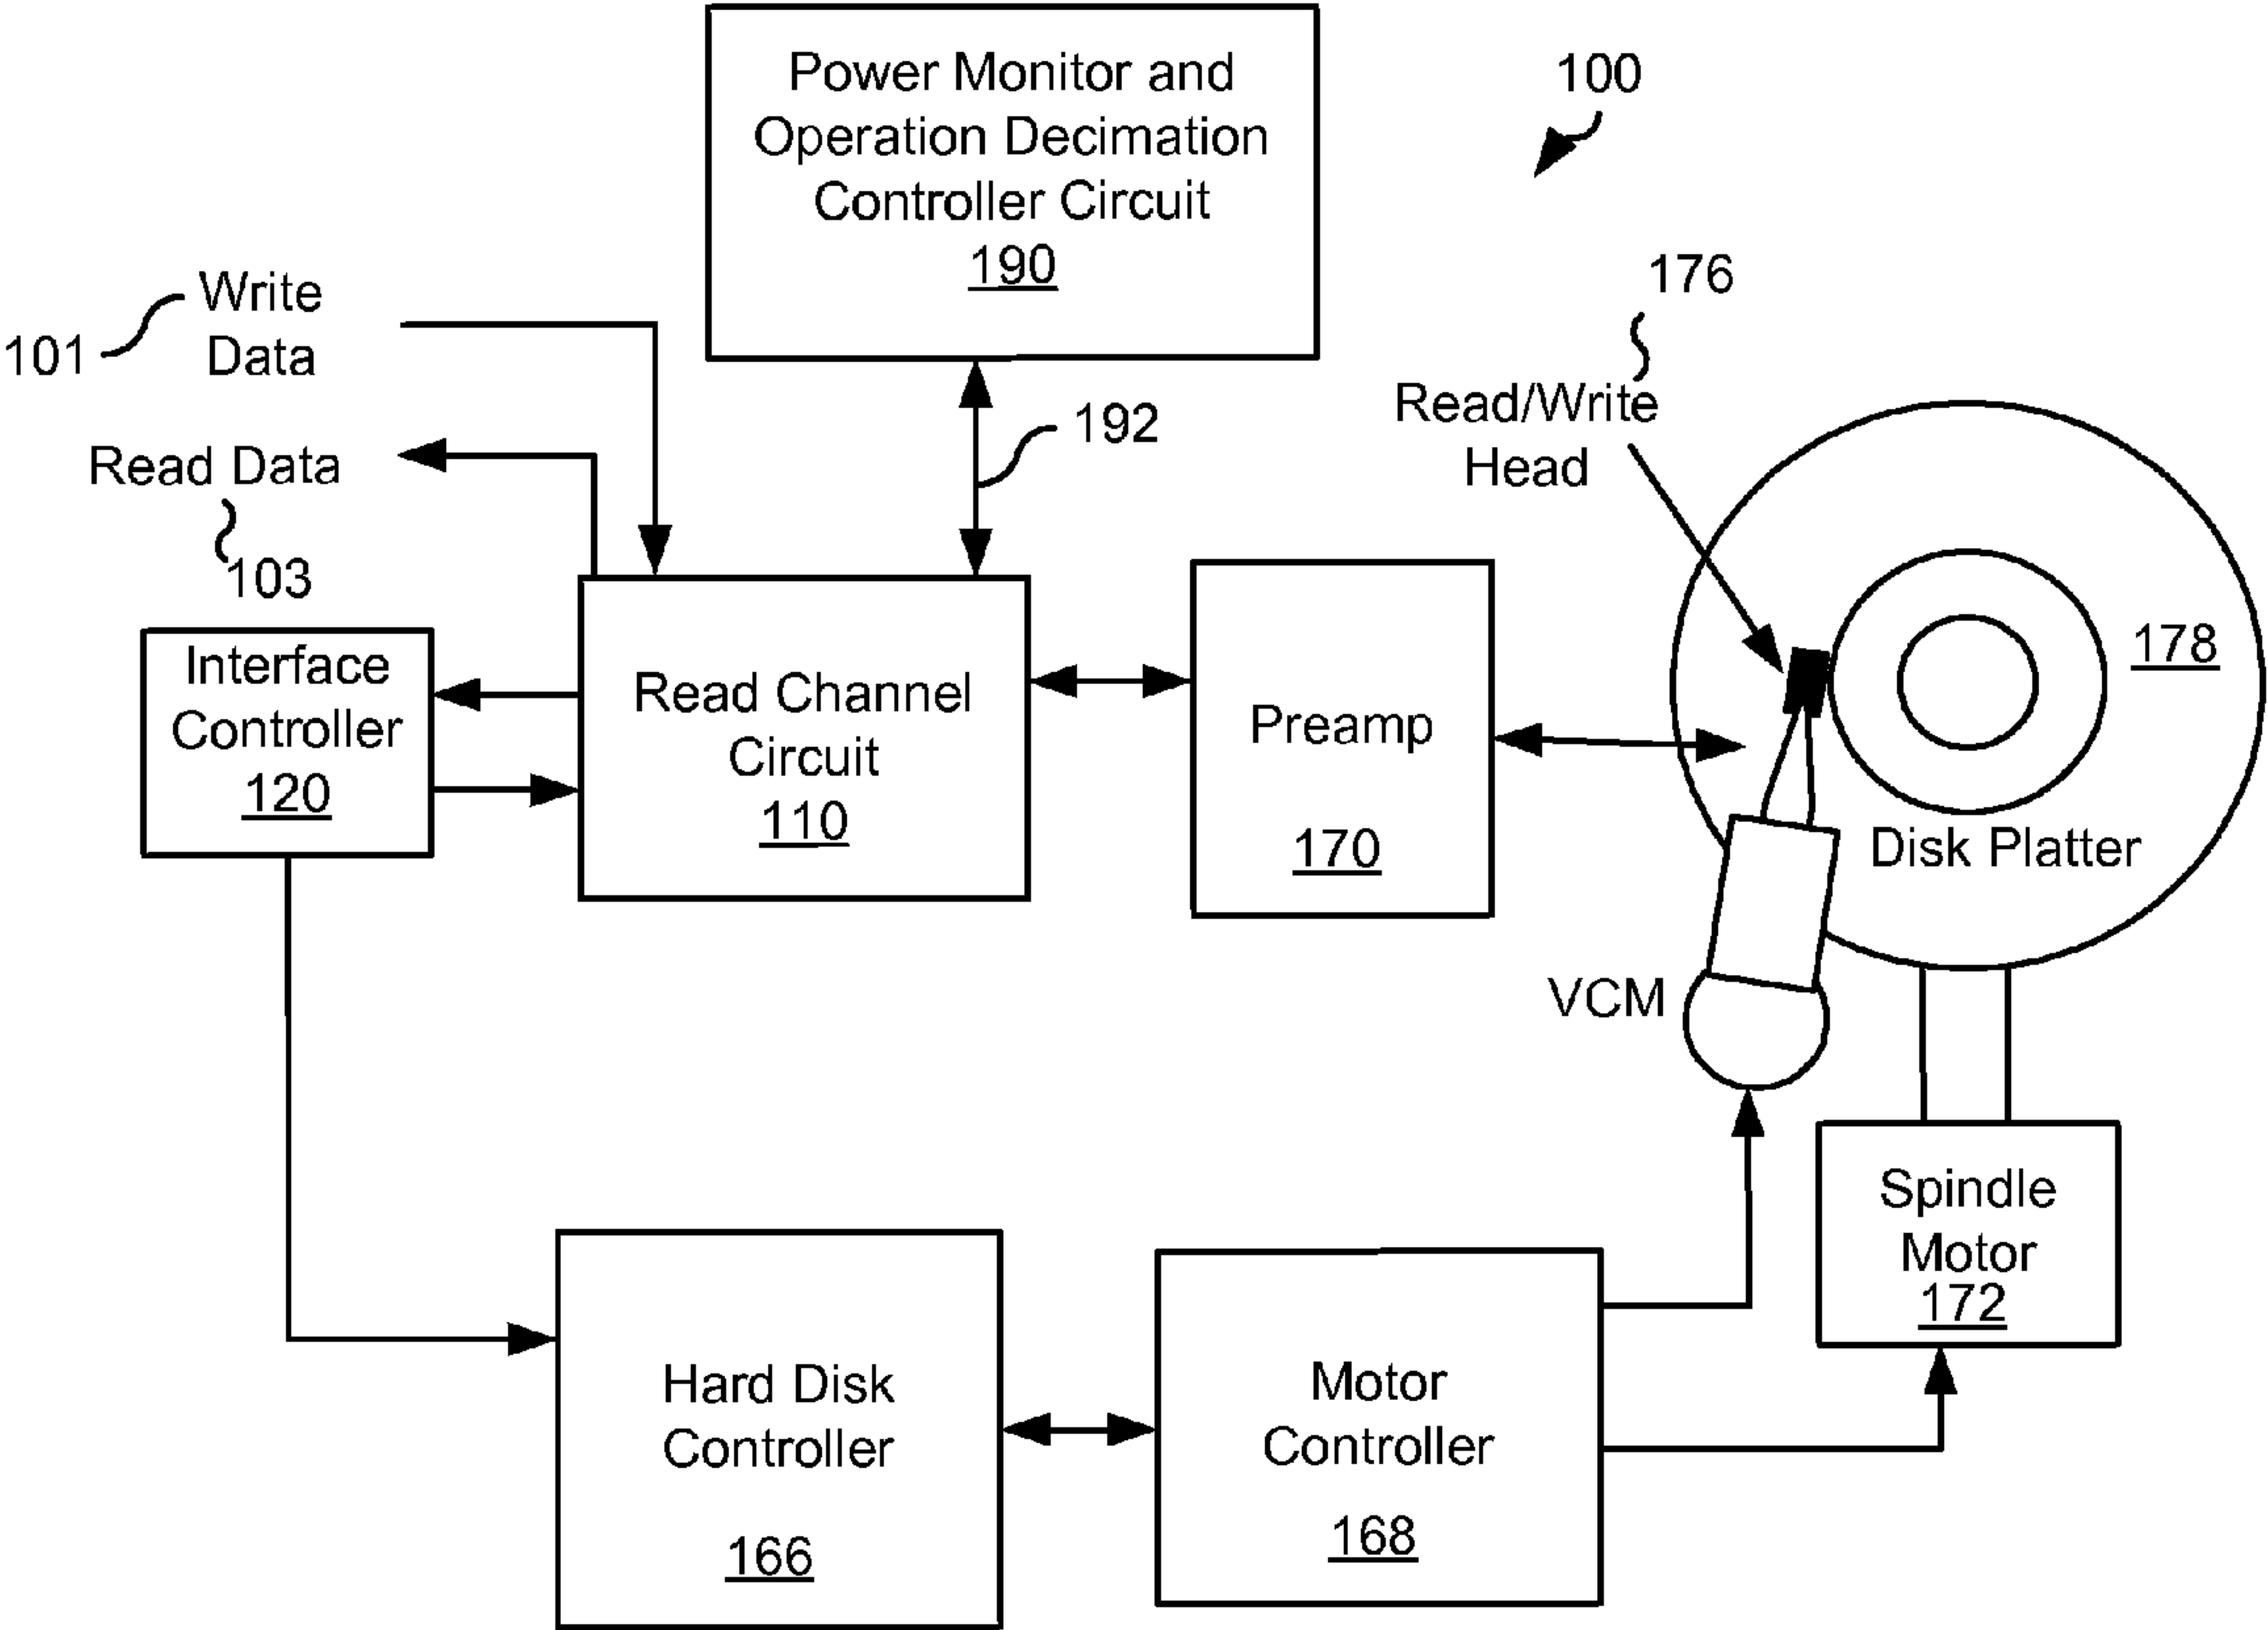 Power Monitor and
Operation Decimation
Controller Circuit
190
100
176
Write
Data
101
192
Read/Write
Head
Read Data
103
Interface
Controller
120
Read Channel
Circuit
110
Preamp
170
178
Disk Platter
VCM
Spindle
Motor
172
Hard Disk
Controller
166
Motor
Controller
168